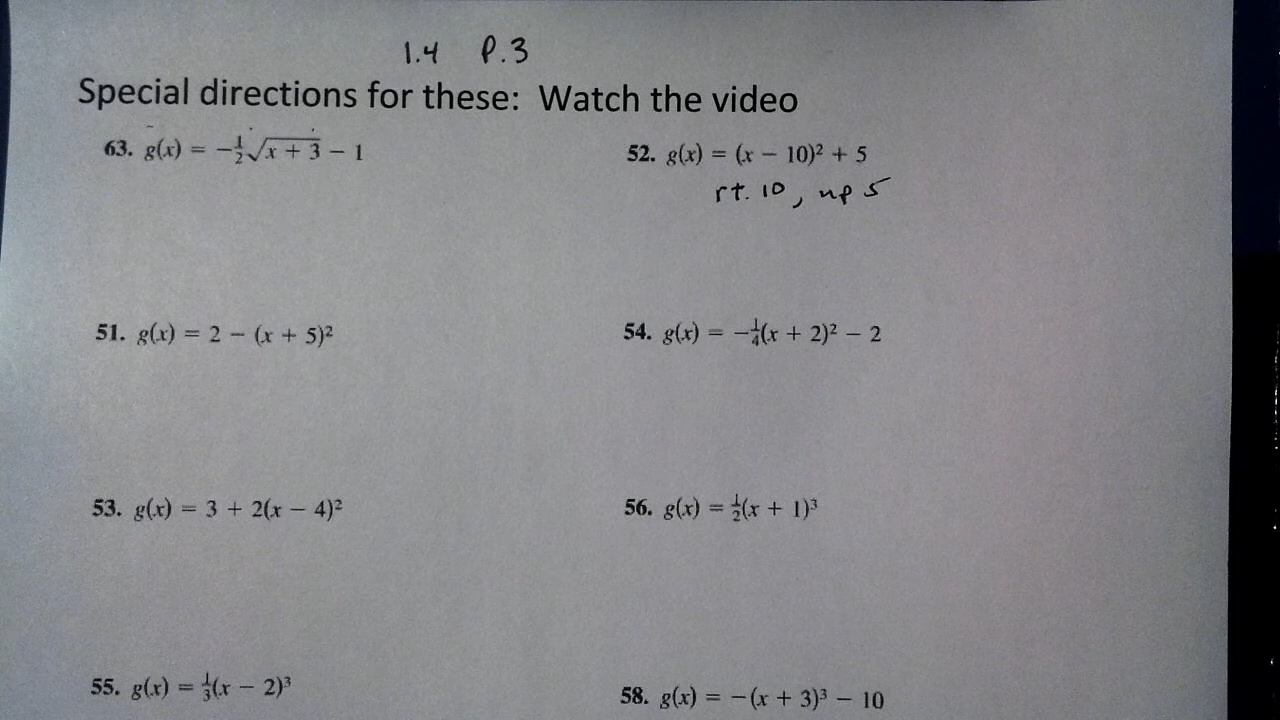 1.4 P.3
Special directions for these: Watch the video
63. g(x) = −½√(x + 3) − 1
52. g(x) = (x − 10)² + 5
rt. 10, up 5
51. g(x) = 2 − (x + 5)²
54. g(x) = −¼(x + 2)² − 2
53. g(x) = 3 + 2(x − 4)²
56. g(x) = ½(x + 1)³
55. g(x) = ⅓(x − 2)³
58. g(x) = −(x + 3)³ − 10